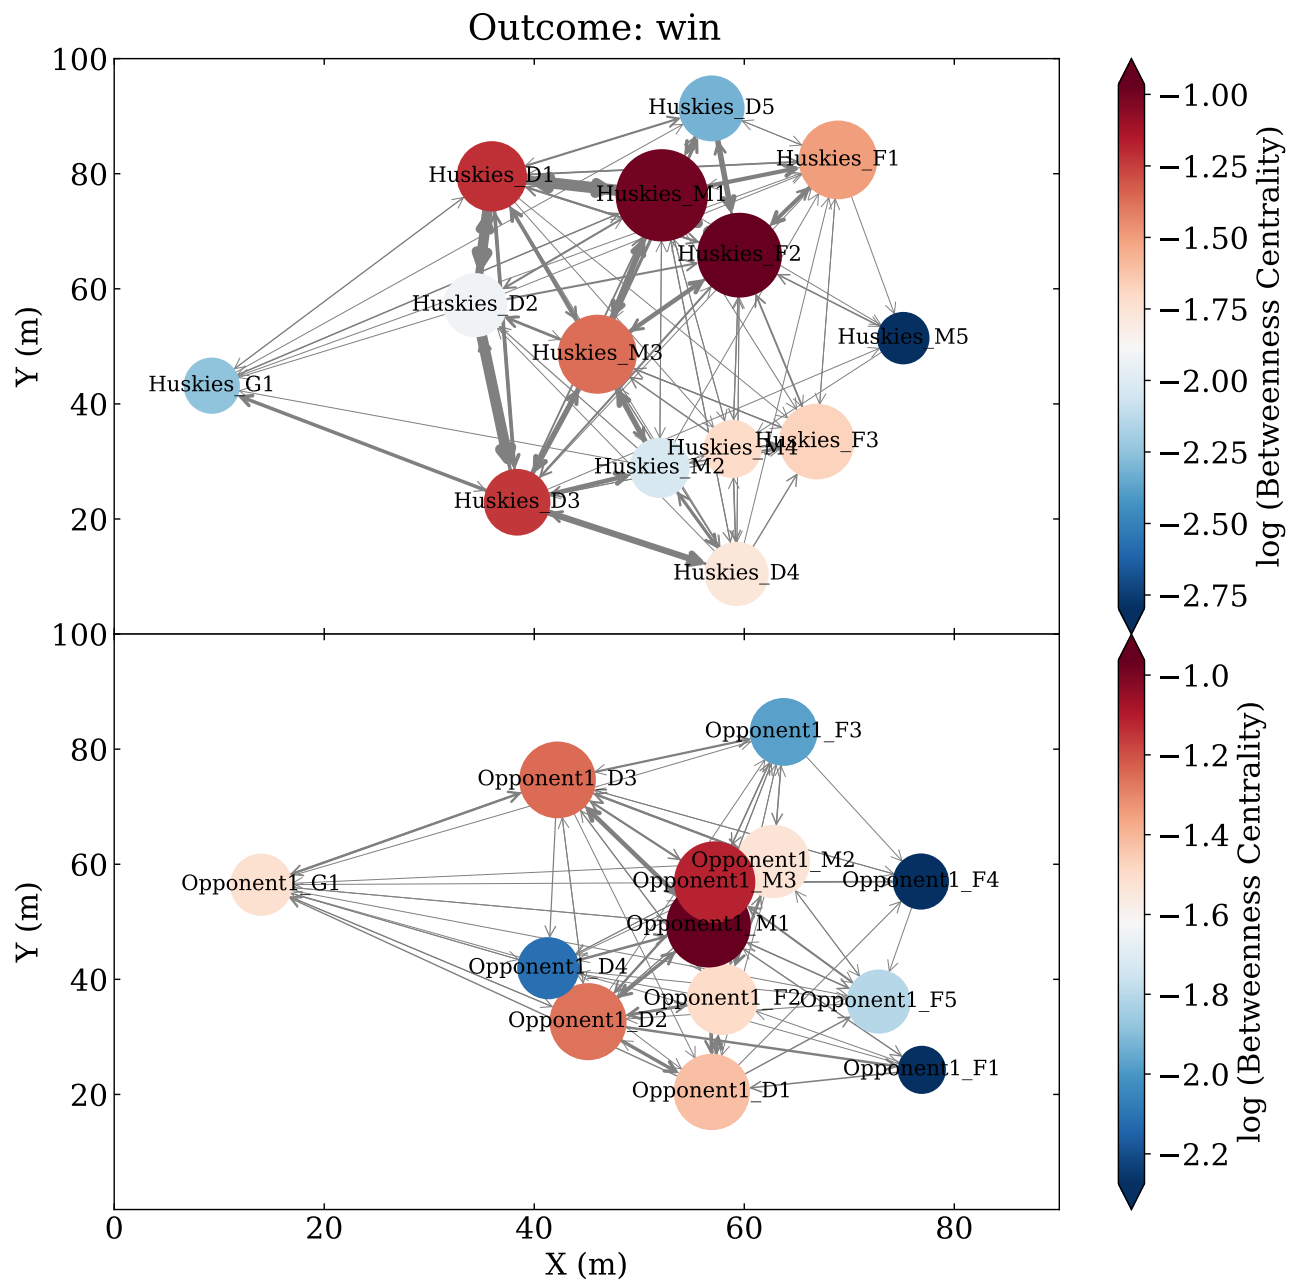 Outcome: win
100
80
60
40
20
Y (m)
Huskies_D5
Huskies_F1
Huskies_D1
Huskies_M1
Huskies_F2
Huskies_D2
Huskies_M5
Huskies_M3
Huskies_G1
Huskies_F3
Huskies_M4
Huskies_M2
Huskies_D3
Huskies_D4
−1.00
−1.25
−1.50
−1.75
−2.00
−2.25
−2.50
−2.75
log (Betweenness Centrality)
100
80
60
40
20
Y (m)
Opponent1_F3
Opponent1_D3
Opponent1_M2
Opponent1_G1
Opponent1_M3
Opponent1_F4
Opponent1_M1
Opponent1_D4
Opponent1_F2
Opponent1_F5
Opponent1_D2
Opponent1_F1
Opponent1_D1
−1.0
−1.2
−1.4
−1.6
−1.8
−2.0
−2.2
log (Betweenness Centrality)
0
20
40
60
80
X (m)